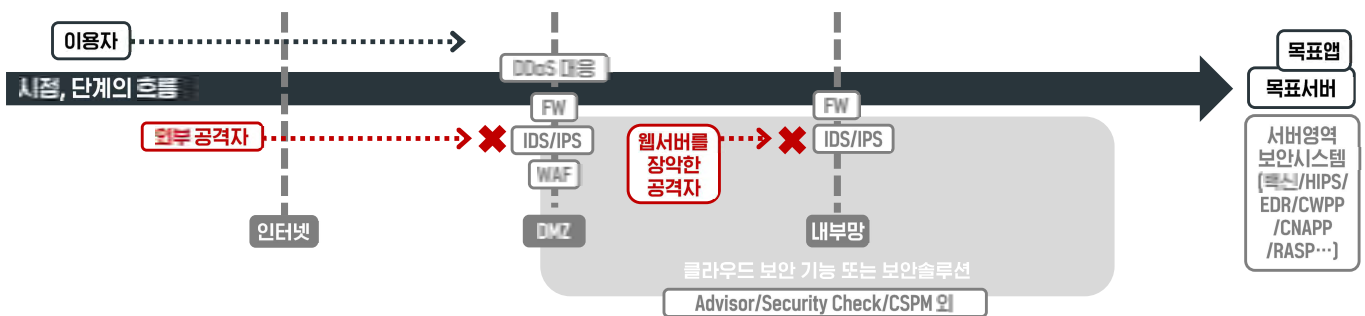 이용자
시점, 단계의 흐름
외부 공격자
인터넷
DDoS 대응
FW
IDS/IPS
WAF
DMZ
웹서버를
장악한
공격자
FW
IDS/IPS
내부망
클라우드 보안 기능 또는 보안솔루션
Advisor/Security Check/CSPM 외
목표앱
목표서버
서버영역
보안시스템
(백신/HIPS/
EDR/CWPP
/CNAPP
/RASP…)